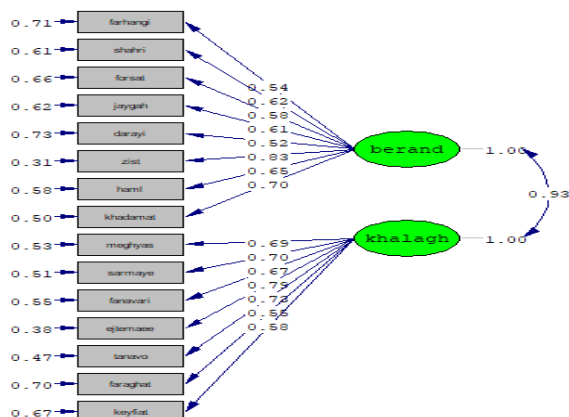 0.71 farhangi
0.61 shahri
0.66 forsat
0.62 jaygah
0.73 darayi
0.31 zist
0.58 haml
0.50 khadamat
0.53 meghyas
0.51 sarmaye
0.55 fanavari
0.38 ejtemaee
0.47 tanavo
0.70 faraghat
0.67 keyfiat
0.54
0.62
0.58
0.61
0.52
0.83
0.65
0.70
berand 1.00
0.69
0.70
0.67
0.79
0.73
0.55
0.58
khalagh 1.00
0.93